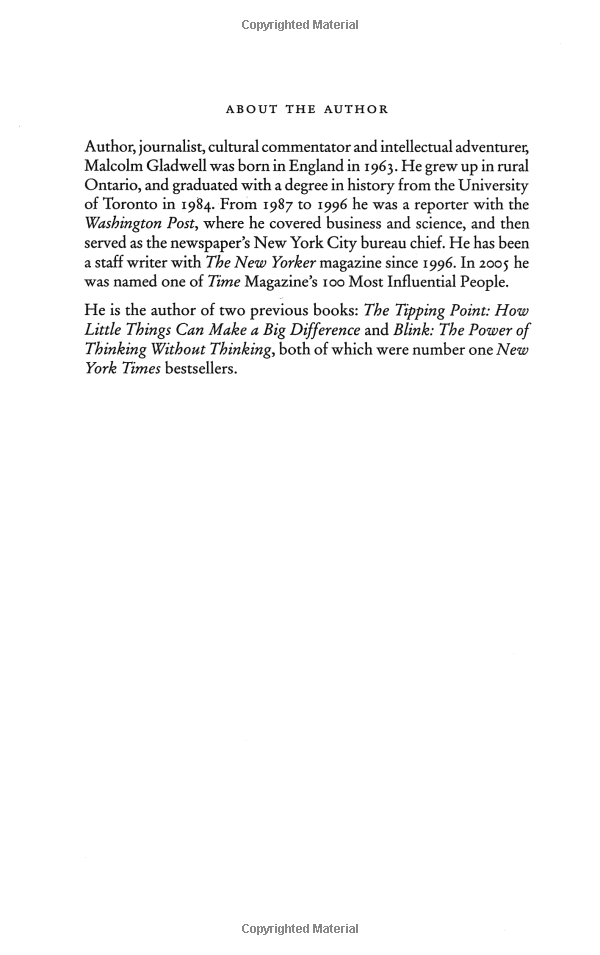 Copyrighted Material
ABOUT THE AUTHOR
Author, journalist, cultural commentator and intellectual adventurer,
Malcolm Gladwell was born in England in 1963. He grew up in rural
Ontario, and graduated with a degree in history from the University
of Toronto in 1984. From 1987 to 1996 he was a reporter with the
Washington Post, where he covered business and science, and then
served as the newspaper's New York City bureau chief. He has been
a staff writer with The New Yorker magazine since 1996. In 2005 he
was named one of Time Magazine's 100 Most Influential People.
He is the author of two previous books: The Tipping Point: How
Little Things Can Make a Big Difference and Blink: The Power of
Thinking Without Thinking, both of which were number one New
York Times bestsellers.
Copyrighted Material